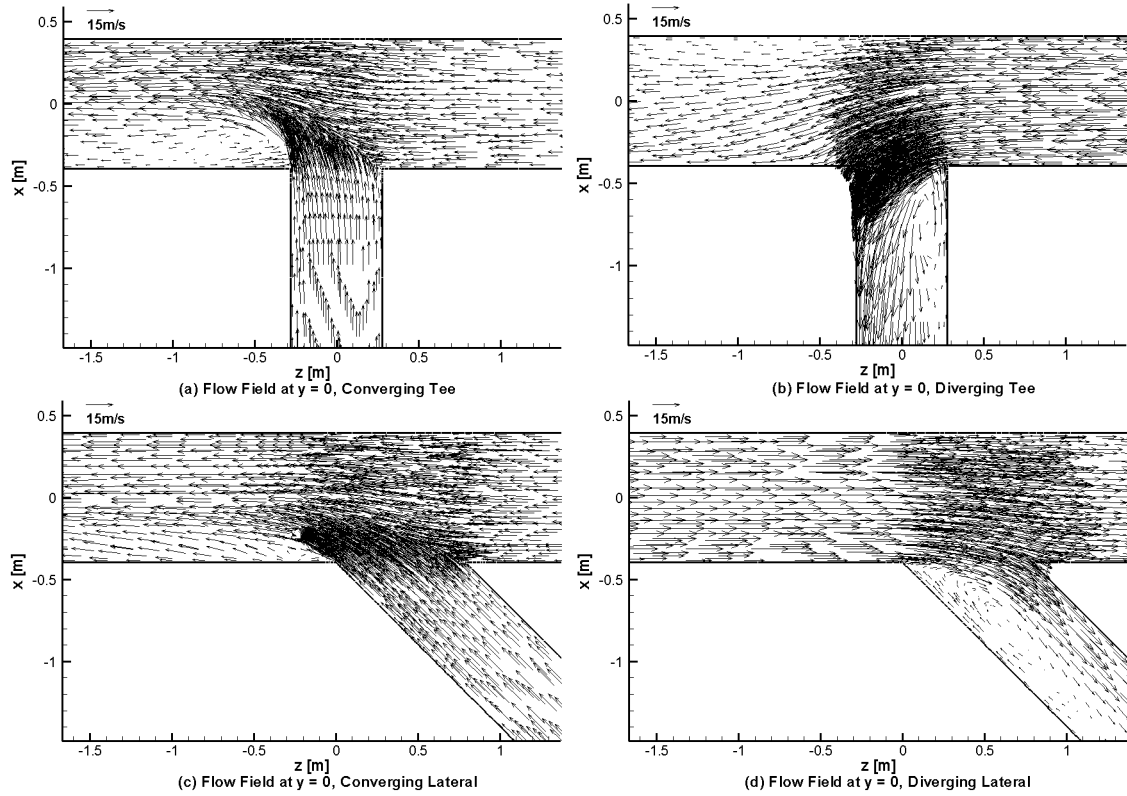 15m/s
0.5
0
-0.5
-1
x [m]
-1.5 -1 -0.5 0 0.5 1
z [m]
(a) Flow Field at y = 0, Converging Tee
15m/s
0.5
0
-0.5
-1
x [m]
-1.5 -1 -0.5 0 0.5 1
z [m]
(b) Flow Field at y = 0, Diverging Tee
15m/s
0.5
0
-0.5
-1
x [m]
-1.5 -1 -0.5 0 0.5 1
z [m]
(c) Flow Field at y = 0, Converging Lateral
15m/s
0.5
0
-0.5
-1
x [m]
-1.5 -1 -0.5 0 0.5 1
z [m]
(d) Flow Field at y = 0, Diverging Lateral